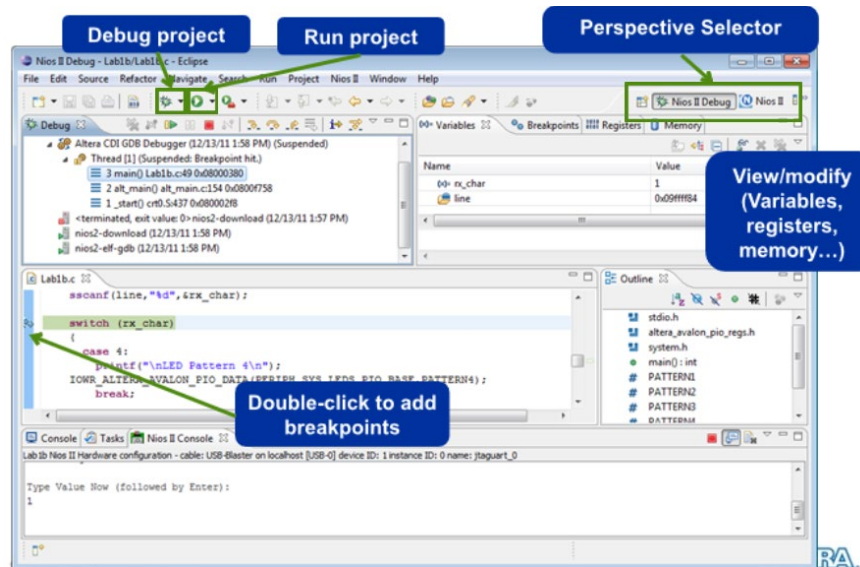 Debug project
Run project
Perspective Selector
Nios II Debug - Lab1b/Lab1b.c - Eclipse
File Edit Source Refactor Navigate Search Run Project Nios II Window Help
Nios II Debug Nios II
Debug
Variables Breakpoints Registers Memory
Altera CDI GDB Debugger (12/13/11 1:58 PM) (Suspended)
Thread [1] (Suspended: Breakpoint hit.)
3 main() Lab1b.c:49 0x08000380
2 alt_main() alt_main.c:154 0x0800f758
1 _start() crt0.S:437 0x080002f8
<terminated, exit value: 0>nios2-download (12/13/11 1:57 PM)
nios2-download (12/13/11 1:58 PM)
nios2-elf-gdb (12/13/11 1:58 PM)
Name Value
rx_char 1
line 0x09ffff84
View/modify
(Variables,
registers,
memory…)
Lab1b.c
sscanf(line,"%d",&rx_char);
switch (rx_char)
{
case 4:
printf("\nLED Pattern 4\n");
IOWR_ALTERA_AVALON_PIO_DATA(PERIPH_SYS_LEDS_PIO_BASE,PATTERN4);
break;
Outline
stdio.h
altera_avalon_pio_regs.h
system.h
main() : int
PATTERN1
PATTERN2
PATTERN3
PATTERN4
Double-click to add
breakpoints
Console Tasks Nios II Console
Lab1b Nios II Hardware configuration - cable: USB-Blaster on localhost [USB-0] device ID: 1 instance ID: 0 name: jtaguart_0
Type Value Now (followed by Enter):
1
RA.